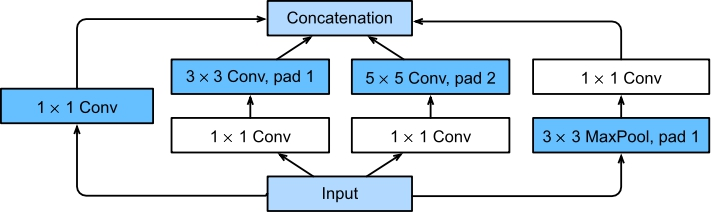 Concatenation
3 × 3 Conv, pad 1
5 × 5 Conv, pad 2
1 × 1 Conv
1 × 1 Conv
1 × 1 Conv
1 × 1 Conv
3 × 3 MaxPool, pad 1
Input